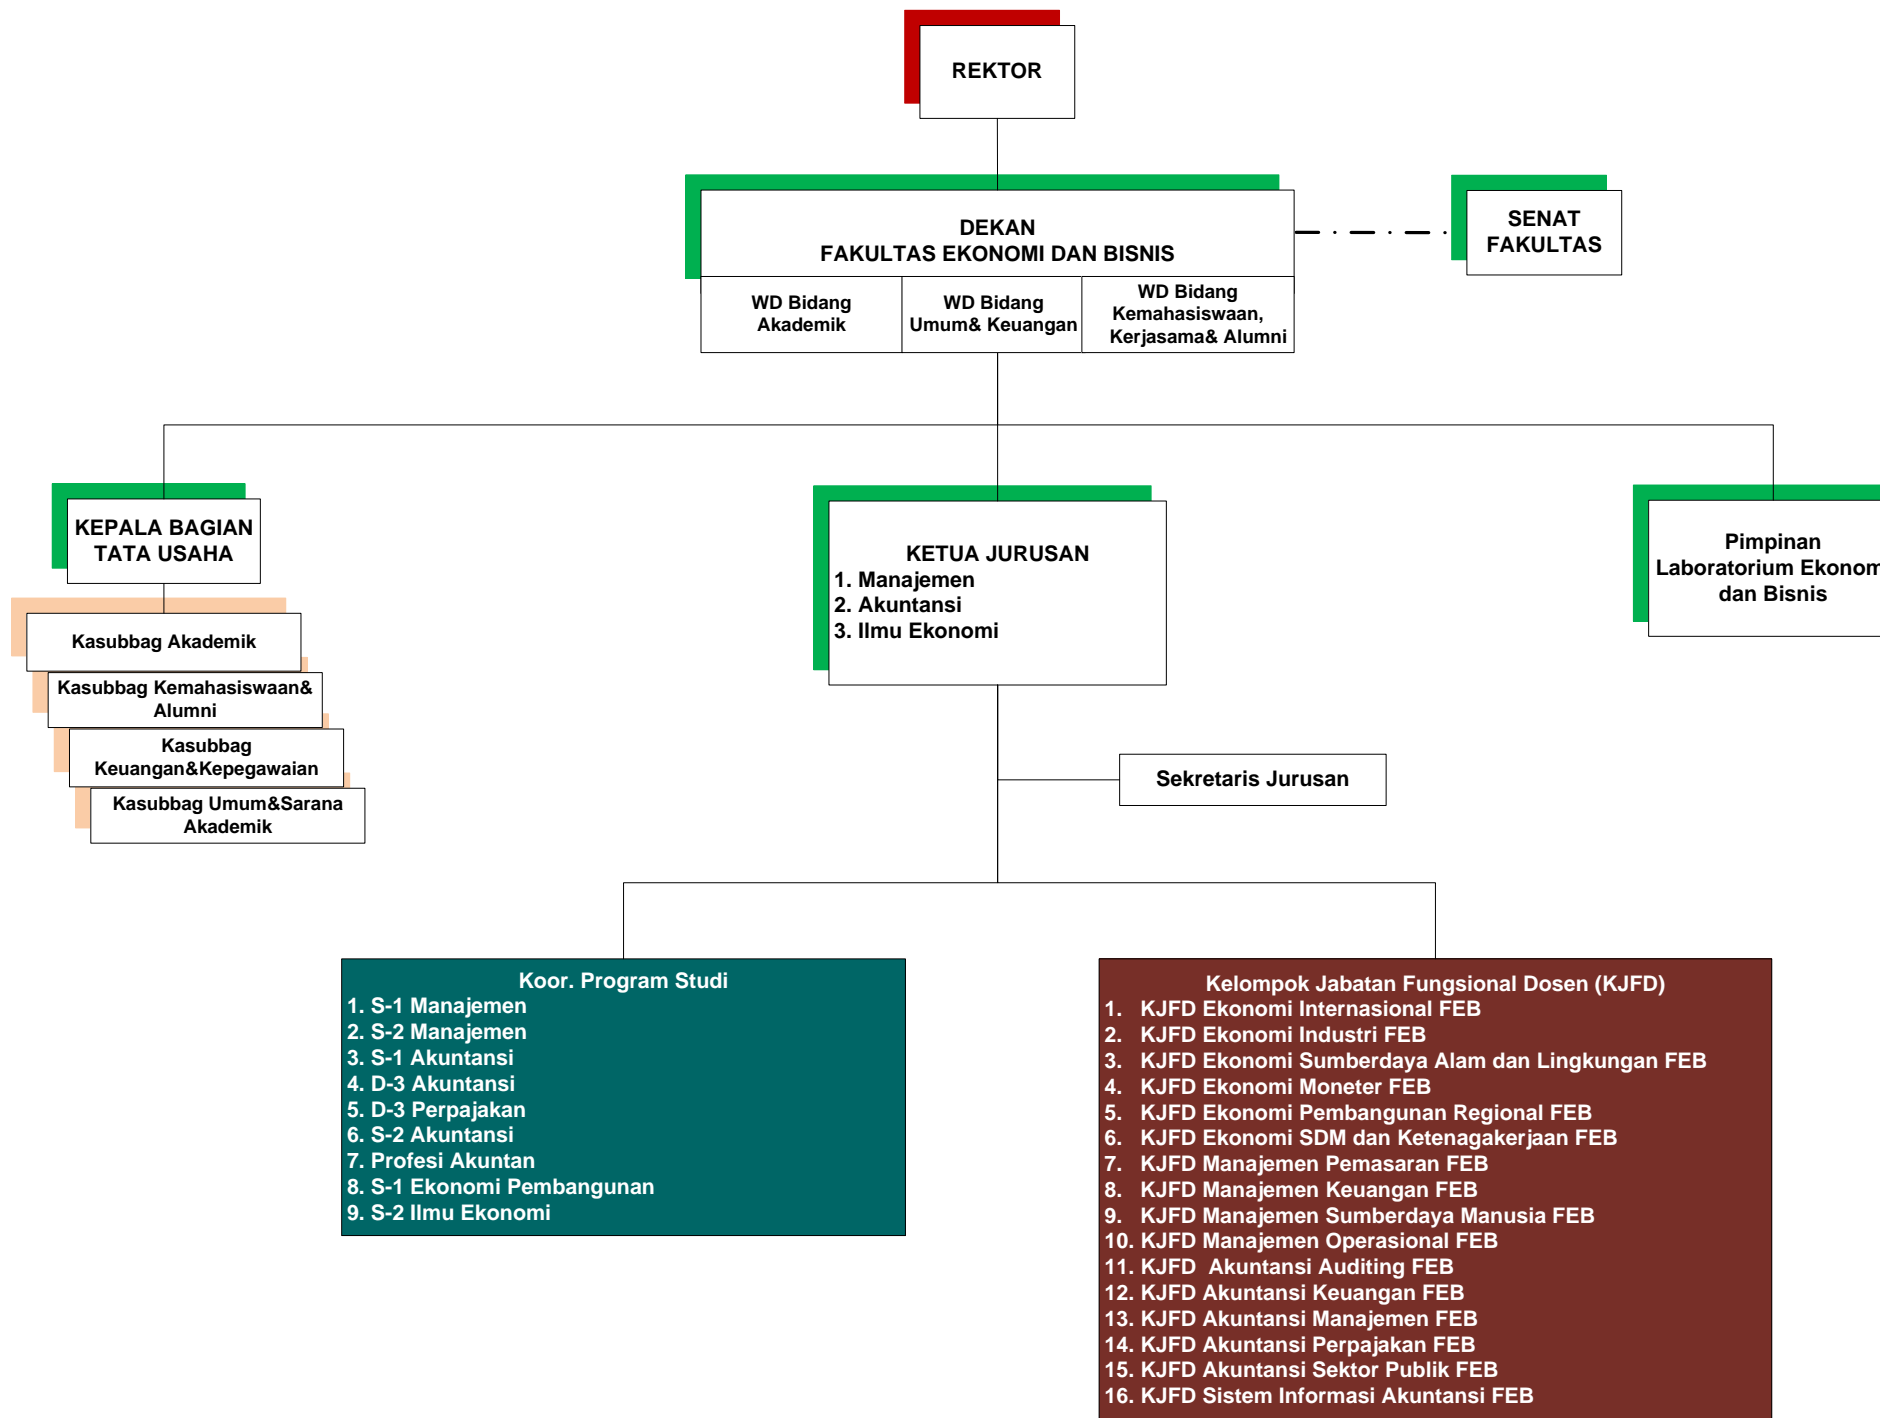 REKTOR
DEKAN
FAKULTAS EKONOMI DAN BISNIS
SENAT
FAKULTAS
WD Bidang
Akademik
WD Bidang
Umum& Keuangan
WD Bidang
Kemahasiswaan,
Kerjasama& Alumni
KEPALA BAGIAN
TATA USAHA
Kasubbag Akademik
Kasubbag Kemahasiswaan&
Alumni
Kasubbag
Keuangan&Kepegawaian
Kasubbag Umum&Sarana
Akademik
KETUA JURUSAN
1. Manajemen
2. Akuntansi
3. Ilmu Ekonomi
Pimpinan
Laboratorium Ekonom
dan Bisnis
Sekretaris Jurusan
Koor. Program Studi
1. S-1 Manajemen
2. S-2 Manajemen
3. S-1 Akuntansi
4. D-3 Akuntansi
5. D-3 Perpajakan
6. S-2 Akuntansi
7. Profesi Akuntan
8. S-1 Ekonomi Pembangunan
9. S-2 Ilmu Ekonomi
Kelompok Jabatan Fungsional Dosen (KJFD)
1. KJFD Ekonomi Internasional FEB
2. KJFD Ekonomi Industri FEB
3. KJFD Ekonomi Sumberdaya Alam dan Lingkungan FEB
4. KJFD Ekonomi Moneter FEB
5. KJFD Ekonomi Pembangunan Regional FEB
6. KJFD Ekonomi SDM dan Ketenagakerjaan FEB
7. KJFD Manajemen Pemasaran FEB
8. KJFD Manajemen Keuangan FEB
9. KJFD Manajemen Sumberdaya Manusia FEB
10. KJFD Manajemen Operasional FEB
11. KJFD Akuntansi Auditing FEB
12. KJFD Akuntansi Keuangan FEB
13. KJFD Akuntansi Manajemen FEB
14. KJFD Akuntansi Perpajakan FEB
15. KJFD Akuntansi Sektor Publik FEB
16. KJFD Sistem Informasi Akuntansi FEB